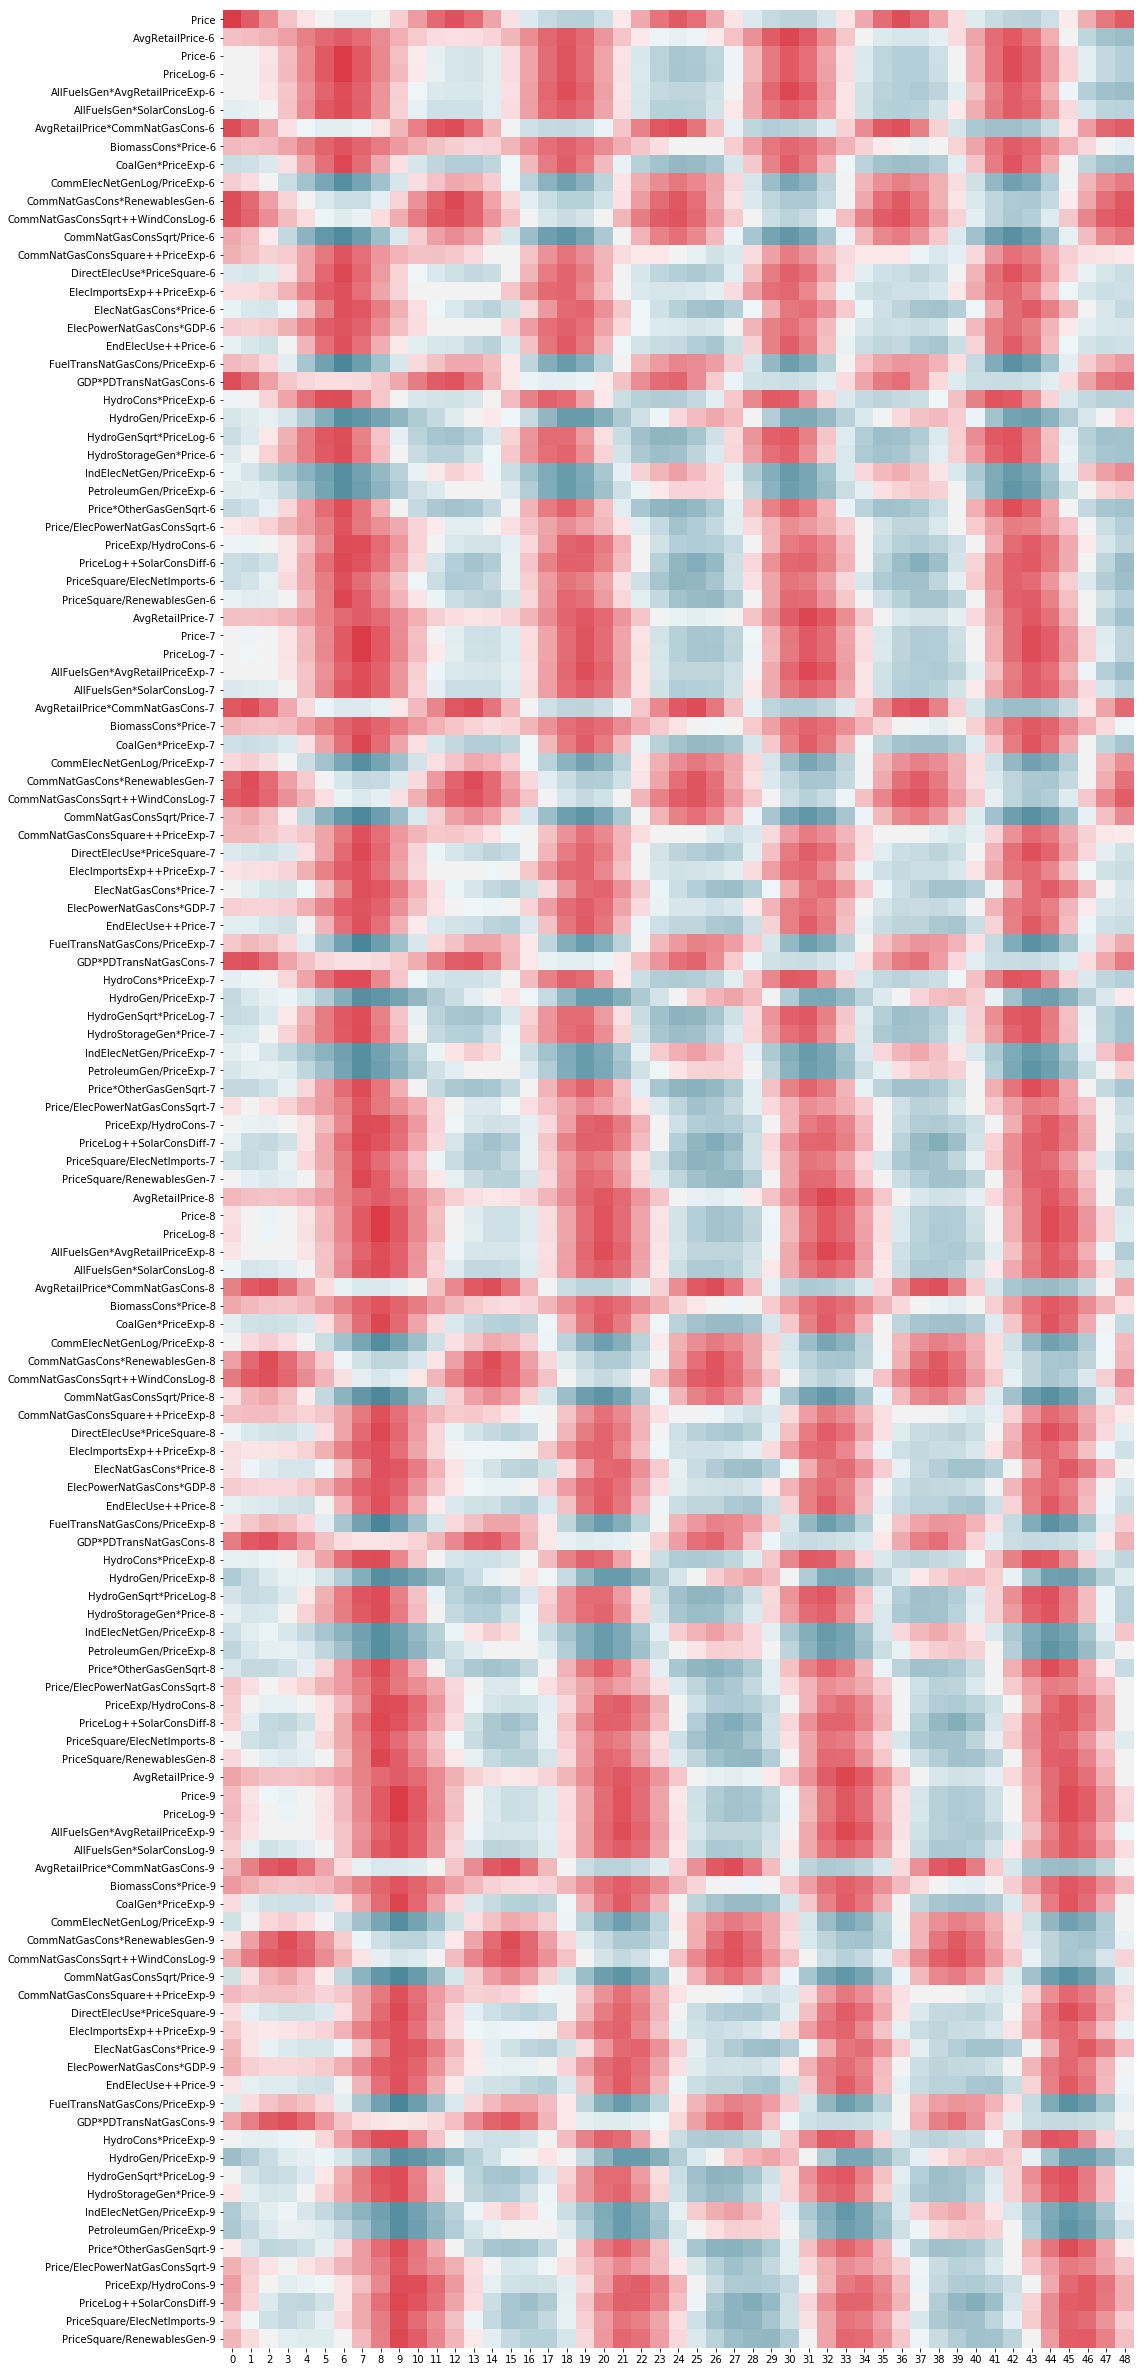 Price
AvgRetailPrice-6
Price-6
PriceLog-6
AllFuelsGen*AvgRetailPriceExp-6
AllFuelsGen*SolarConsLog-6
AvgRetailPrice*CommNatGasCons-6
BiomassCons*Price-6
CoalGen*PriceExp-6
CommElecNetGenLog/PriceExp-6
CommNatGasCons*RenewablesGen-6
CommNatGasConsSqrt++WindConsLog-6
CommNatGasConsSqrt/Price-6
CommNatGasConsSquare++PriceExp-6
DirectElecUse*PriceSquare-6
ElecImportsExp++PriceExp-6
ElecNatGasCons*Price-6
ElecPowerNatGasCons*GDP-6
EndElecUse++Price-6
FuelTransNatGasCons/PriceExp-6
GDP*PDTransNatGasCons-6
HydroCons*PriceExp-6
HydroGen/PriceExp-6
HydroGenSqrt*PriceLog-6
HydroStorageGen*Price-6
IndElecNetGen/PriceExp-6
PetroleumGen/PriceExp-6
Price*OtherGasGenSqrt-6
Price/ElecPowerNatGasConsSqrt-6
PriceExp/HydroCons-6
PriceLog++SolarConsDiff-6
PriceSquare/ElecNetImports-6
PriceSquare/RenewablesGen-6
AvgRetailPrice-7
Price-7
PriceLog-7
AllFuelsGen*AvgRetailPriceExp-7
AllFuelsGen*SolarConsLog-7
AvgRetailPrice*CommNatGasCons-7
BiomassCons*Price-7
CoalGen*PriceExp-7
CommElecNetGenLog/PriceExp-7
CommNatGasCons*RenewablesGen-7
CommNatGasConsSqrt++WindConsLog-7
CommNatGasConsSqrt/Price-7
CommNatGasConsSquare++PriceExp-7
DirectElecUse*PriceSquare-7
ElecImportsExp++PriceExp-7
ElecNatGasCons*Price-7
ElecPowerNatGasCons*GDP-7
EndElecUse++Price-7
FuelTransNatGasCons/PriceExp-7
GDP*PDTransNatGasCons-7
HydroCons*PriceExp-7
HydroGen/PriceExp-7
HydroGenSqrt*PriceLog-7
HydroStorageGen*Price-7
IndElecNetGen/PriceExp-7
PetroleumGen/PriceExp-7
Price*OtherGasGenSqrt-7
Price/ElecPowerNatGasConsSqrt-7
PriceExp/HydroCons-7
PriceLog++SolarConsDiff-7
PriceSquare/ElecNetImports-7
PriceSquare/RenewablesGen-7
AvgRetailPrice-8
Price-8
PriceLog-8
AllFuelsGen*AvgRetailPriceExp-8
AllFuelsGen*SolarConsLog-8
AvgRetailPrice*CommNatGasCons-8
BiomassCons*Price-8
CoalGen*PriceExp-8
CommElecNetGenLog/PriceExp-8
CommNatGasCons*RenewablesGen-8
CommNatGasConsSqrt++WindConsLog-8
CommNatGasConsSqrt/Price-8
CommNatGasConsSquare++PriceExp-8
DirectElecUse*PriceSquare-8
ElecImportsExp++PriceExp-8
ElecNatGasCons*Price-8
ElecPowerNatGasCons*GDP-8
EndElecUse++Price-8
FuelTransNatGasCons/PriceExp-8
GDP*PDTransNatGasCons-8
HydroCons*PriceExp-8
HydroGen/PriceExp-8
HydroGenSqrt*PriceLog-8
HydroStorageGen*Price-8
IndElecNetGen/PriceExp-8
PetroleumGen/PriceExp-8
Price*OtherGasGenSqrt-8
Price/ElecPowerNatGasConsSqrt-8
PriceExp/HydroCons-8
PriceLog++SolarConsDiff-8
PriceSquare/ElecNetImports-8
PriceSquare/RenewablesGen-8
AvgRetailPrice-9
Price-9
PriceLog-9
AllFuelsGen*AvgRetailPriceExp-9
AllFuelsGen*SolarConsLog-9
AvgRetailPrice*CommNatGasCons-9
BiomassCons*Price-9
CoalGen*PriceExp-9
CommElecNetGenLog/PriceExp-9
CommNatGasCons*RenewablesGen-9
CommNatGasConsSqrt++WindConsLog-9
CommNatGasConsSqrt/Price-9
CommNatGasConsSquare++PriceExp-9
DirectElecUse*PriceSquare-9
ElecImportsExp++PriceExp-9
ElecNatGasCons*Price-9
ElecPowerNatGasCons*GDP-9
EndElecUse++Price-9
FuelTransNatGasCons/PriceExp-9
GDP*PDTransNatGasCons-9
HydroCons*PriceExp-9
HydroGen/PriceExp-9
HydroGenSqrt*PriceLog-9
HydroStorageGen*Price-9
IndElecNetGen/PriceExp-9
PetroleumGen/PriceExp-9
Price*OtherGasGenSqrt-9
Price/ElecPowerNatGasConsSqrt-9
PriceExp/HydroCons-9
PriceLog++SolarConsDiff-9
PriceSquare/ElecNetImports-9
PriceSquare/RenewablesGen-9
0 1 2 3 4 5 6 7 8 9 10 11 12 13 14 15 16 17 18 19 20 21 22 23 24 25 26 27 28 29 30 31 32 33 34 35 36 37 38 39 40 41 42 43 44 45 46 47 48